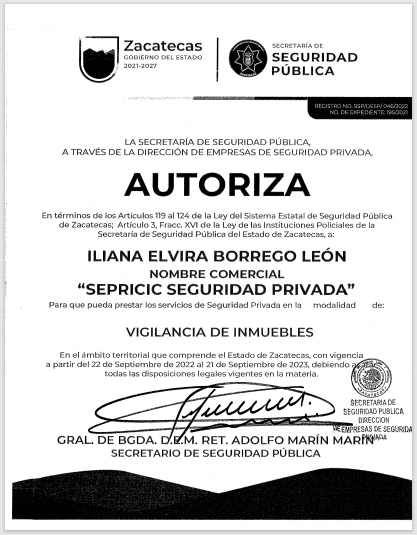 Zacatecas
GOBIERNO DEL ESTADO
2021-2027
SECRETARÍA DE
SEGURIDAD
PÚBLICA
REGISTRO NO. SSP/DESP/ 046/2022
NO. DE EXPEDIENTE: 195/2021
LA SECRETARÍA DE SEGURIDAD PÚBLICA,
A TRAVÉS DE LA DIRECCIÓN DE EMPRESAS DE SEGURIDAD PRIVADA,
AUTORIZA
En términos de los Artículos 119 al 124 de la Ley del Sistema Estatal de Seguridad Pública
de Zacatecas; Artículo 3, Fracc. XVI de la Ley de las Instituciones Policiales de la
Secretaría de Seguridad Pública del Estado de Zacatecas, a:
ILIANA ELVIRA BORREGO LEÓN
NOMBRE COMERCIAL
“SEPRICIC SEGURIDAD PRIVADA”
Para que pueda prestar los servicios de Seguridad Privada en la modalidad de:
VIGILANCIA DE INMUEBLES
En el ámbito territorial que comprende el Estado de Zacatecas, con vigencia
a partir del 22 de Septiembre de 2022 al 21 de Septiembre de 2023, debiendo
todas las disposiciones legales vigentes en la materia.
SECRETARIA DE
SEGURIDAD PUBLICA
DIRECCION
DE EMPRESAS DE SEGURIDA
PRIVADA
GRAL. DE BGDA. D.E.M. RET. ADOLFO MARÍN MARÍN
SECRETARIO DE SEGURIDAD PÚBLICA